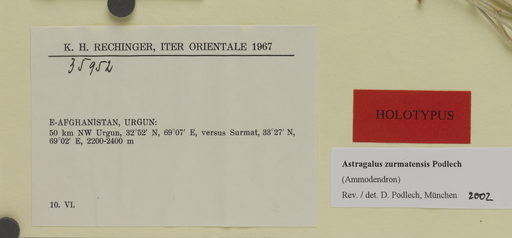 K. H. RECHINGER, ITER ORIENTALE 1967
35952
E-AFGHANISTAN, URGUN:
50 km NW Urgun, 32°52′ N, 69°07′ E, versus Surmat, 33°27′ N,
69°02′ E, 2200-2400 m
10. VI.
HOLOTYPUS
Astragalus zurmatensis Podlech
(Ammodendron)
Rev. / det. D. Podlech, München 2002